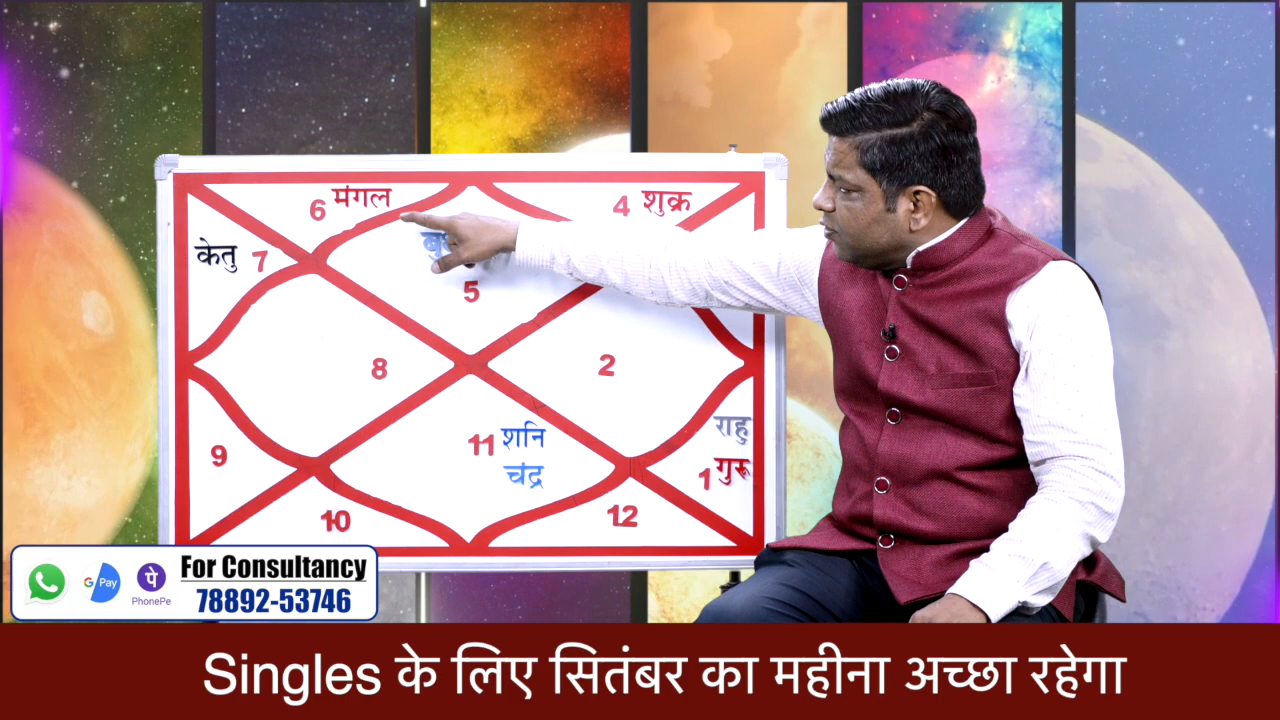 6 मंगल
4 शुक्र
केतु 7
5
8
2
9
11 शनि
चंद्र
राहु
1 गुरू
10
12
For Consultancy
G Pay
पे
PhonePe
78892-53746
Singles के लिए सितंबर का महीना अच्छा रहेगा